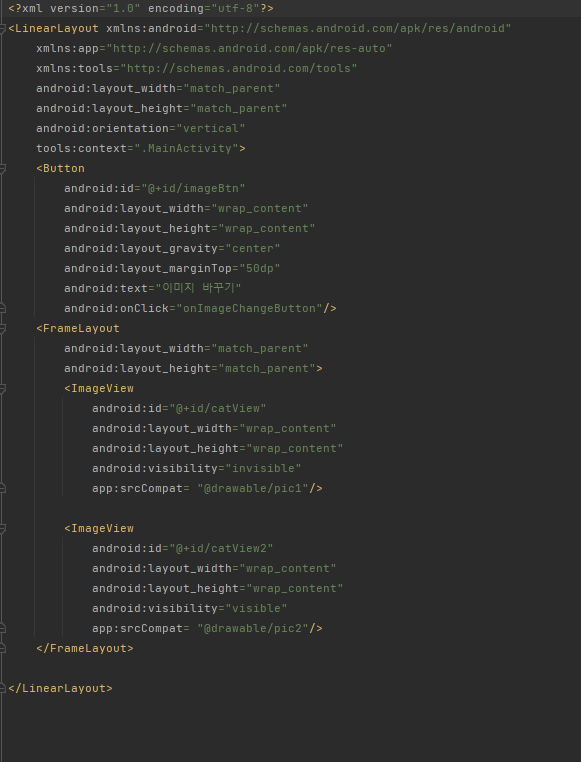 <?xml version="1.0" encoding="utf-8"?>
<LinearLayout xmlns:android="http://schemas.android.com/apk/res/android"
    xmlns:app="http://schemas.android.com/apk/res-auto"
    xmlns:tools="http://schemas.android.com/tools"
    android:layout_width="match_parent"
    android:layout_height="match_parent"
    android:orientation="vertical"
    tools:context=".MainActivity">
    <Button
        android:id="@+id/imageBtn"
        android:layout_width="wrap_content"
        android:layout_height="wrap_content"
        android:layout_gravity="center"
        android:layout_marginTop="50dp"
        android:text="이미지 바꾸기"
        android:onClick="onImageChangeButton"/>
    <FrameLayout
        android:layout_width="match_parent"
        android:layout_height="match_parent">
        <ImageView
            android:id="@+id/catView"
            android:layout_width="wrap_content"
            android:layout_height="wrap_content"
            android:visibility="invisible"
            app:srcCompat= "@drawable/pic1"/>

        <ImageView
            android:id="@+id/catView2"
            android:layout_width="wrap_content"
            android:layout_height="wrap_content"
            android:visibility="visible"
            app:srcCompat= "@drawable/pic2"/>
    </FrameLayout>

</LinearLayout>